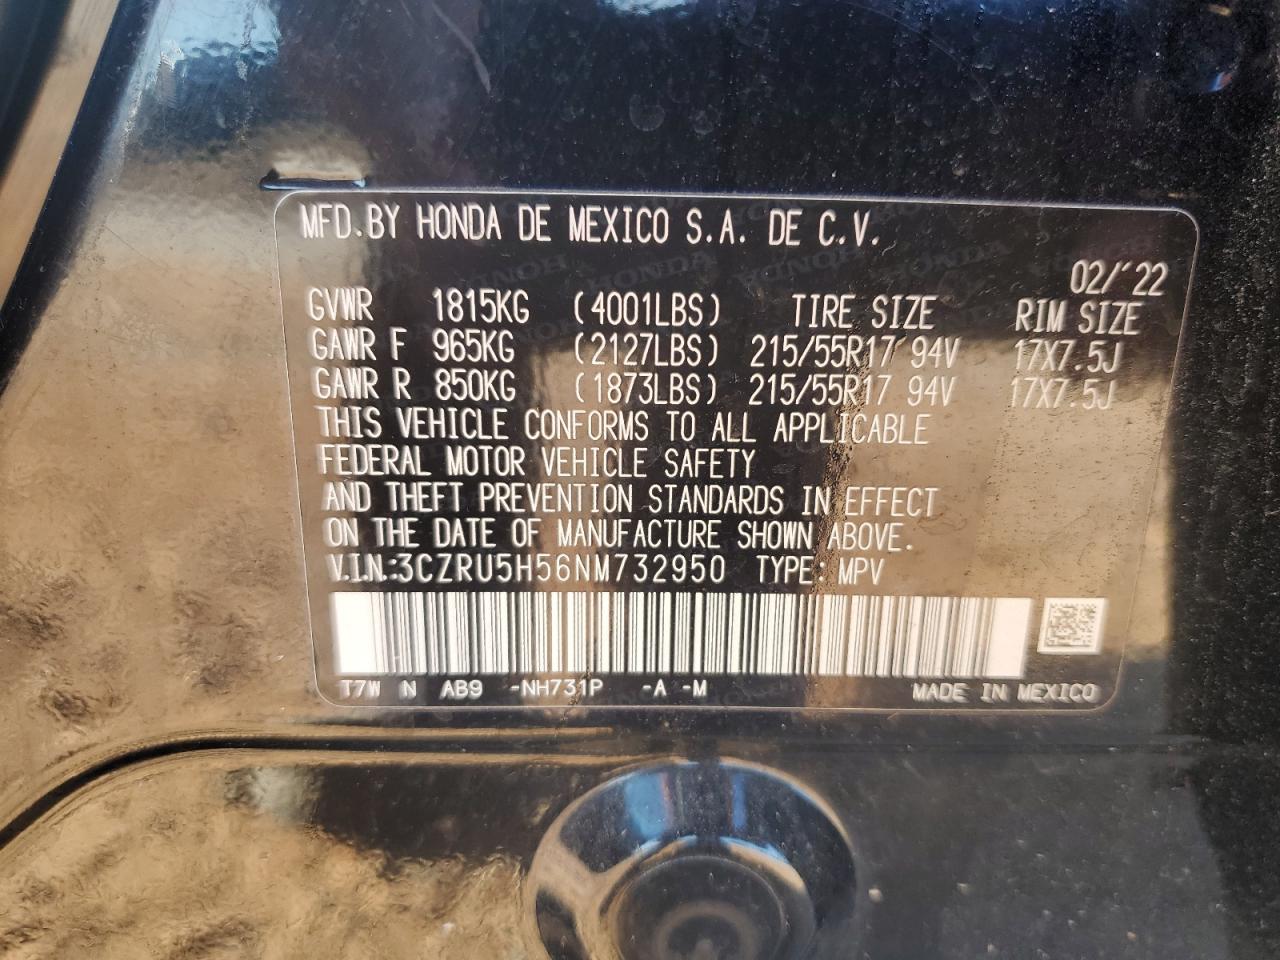 MFD.BY HONDA DE MEXICO S.A. DE C.V.
02/'22
GVWR 1815KG (4001LBS) TIRE SIZE RIM SIZE
GAWR F 965KG (2127LBS) 215/55R17 94V 17X7.5J
GAWR R 850KG (1873LBS) 215/55R17 94V 17X7.5J
THIS VEHICLE CONFORMS TO ALL APPLICABLE
FEDERAL MOTOR VEHICLE SAFETY
AND THEFT PREVENTION STANDARDS IN EFFECT
ON THE DATE OF MANUFACTURE SHOWN ABOVE.
V.I.N.:3CZRU5H56NM732950 TYPE: MPV
T7W N AB9 -NH731P -A -M MADE IN MEXICO